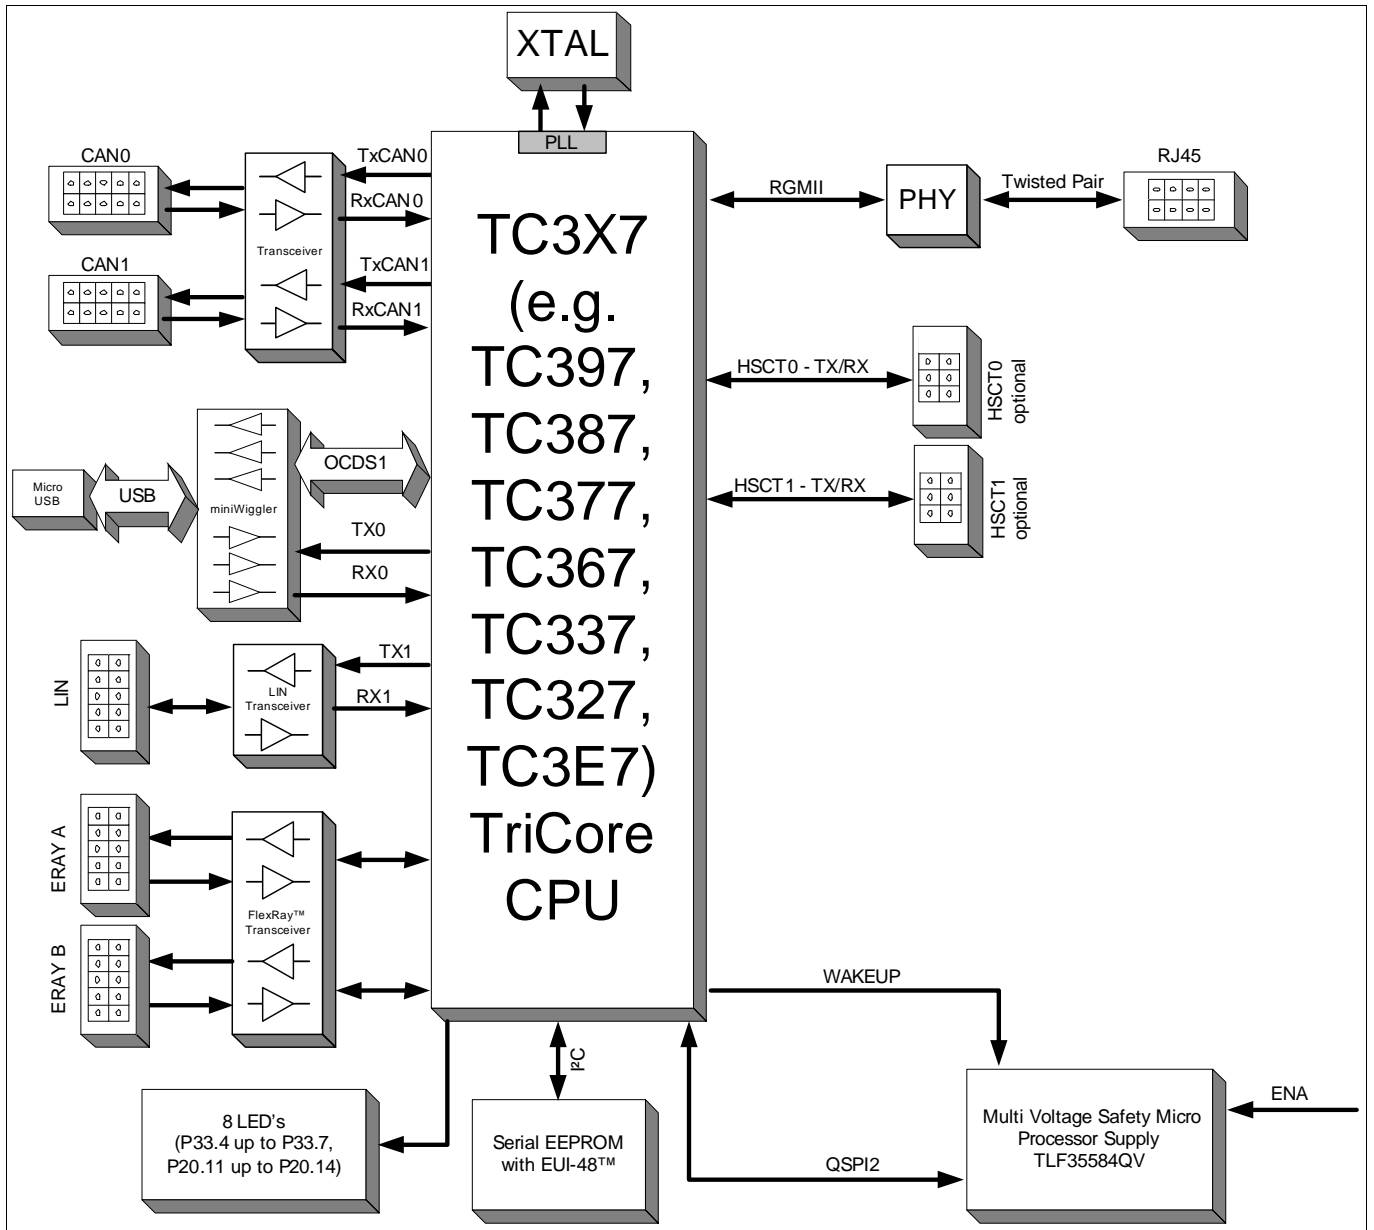 XTAL
PLL
CAN0
TxCAN0
RxCAN0
Transceiver
CAN1
TxCAN1
RxCAN1
TC3X7
(e.g.
TC397,
TC387,
TC377,
TC367,
TC337,
TC327,
TC3E7)
TriCore
CPU
RGMII
PHY
Twisted Pair
RJ45
HSCT0 - TX/RX
HSCT0
optional
HSCT1 - TX/RX
HSCT1
optional
Micro
USB
USB
miniWiggler
OCDS1
TX0
RX0
LIN
LIN
Transceiver
TX1
RX1
ERAY A
ERAY B
FlexRay™
Transceiver
WAKEUP
I²C
8 LED's
(P33.4 up to P33.7,
P20.11 up to P20.14)
Serial EEPROM
with EUI-48™
QSPI2
Multi Voltage Safety Micro
Processor Supply
TLF35584QV
ENA